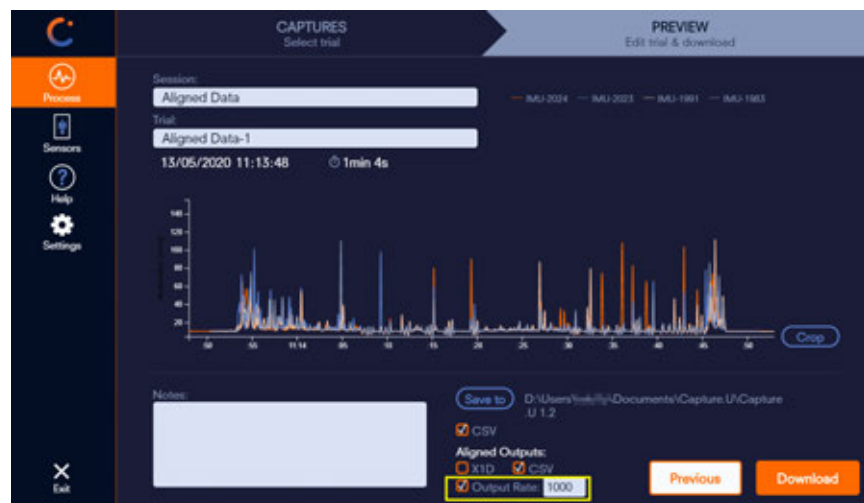 CAPTURES
Select trial
PREVIEW
Edit trial & download
Process
Sensors
Help
Settings
Exit
Session:
Aligned Data
IMU-2024 IMU-2023 IMU-1991 IMU-1983
Trial:
Aligned Data-1
13/05/2020 11:13:48 1min 4s
140
120
100
80
60
40
20
50 55 11:14 05 10 15 20 25 30 35 40 45 50
Crop
Notes:
Save to D:\Users\ \Documents\Capture.U\Capture
.U 1.2
CSV
Aligned Outputs:
X1D CSV
Output Rate: 1000
Previous
Download